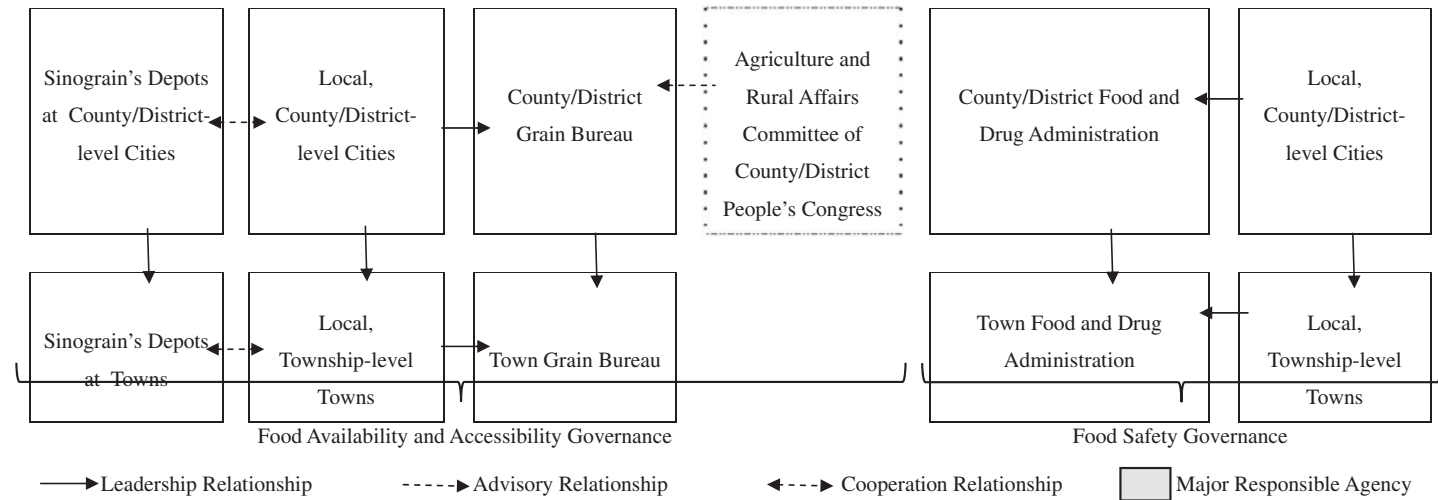 Sinograin's Depots
at County/District-
level Cities
Local,
County/District-
level Cities
County/District
Grain Bureau
Agriculture and
Rural Affairs
Committee of
County/District
People's Congress
County/District Food and
Drug Administration
Local,
County/District-
level Cities
Sinograin's Depots
at Towns
Local,
Township-level
Towns
Town Grain Bureau
Town Food and Drug
Administration
Local,
Township-level
Towns
Food Availability and Accessibility Governance
Food Safety Governance
Leadership Relationship
Advisory Relationship
Cooperation Relationship
Major Responsible Agency